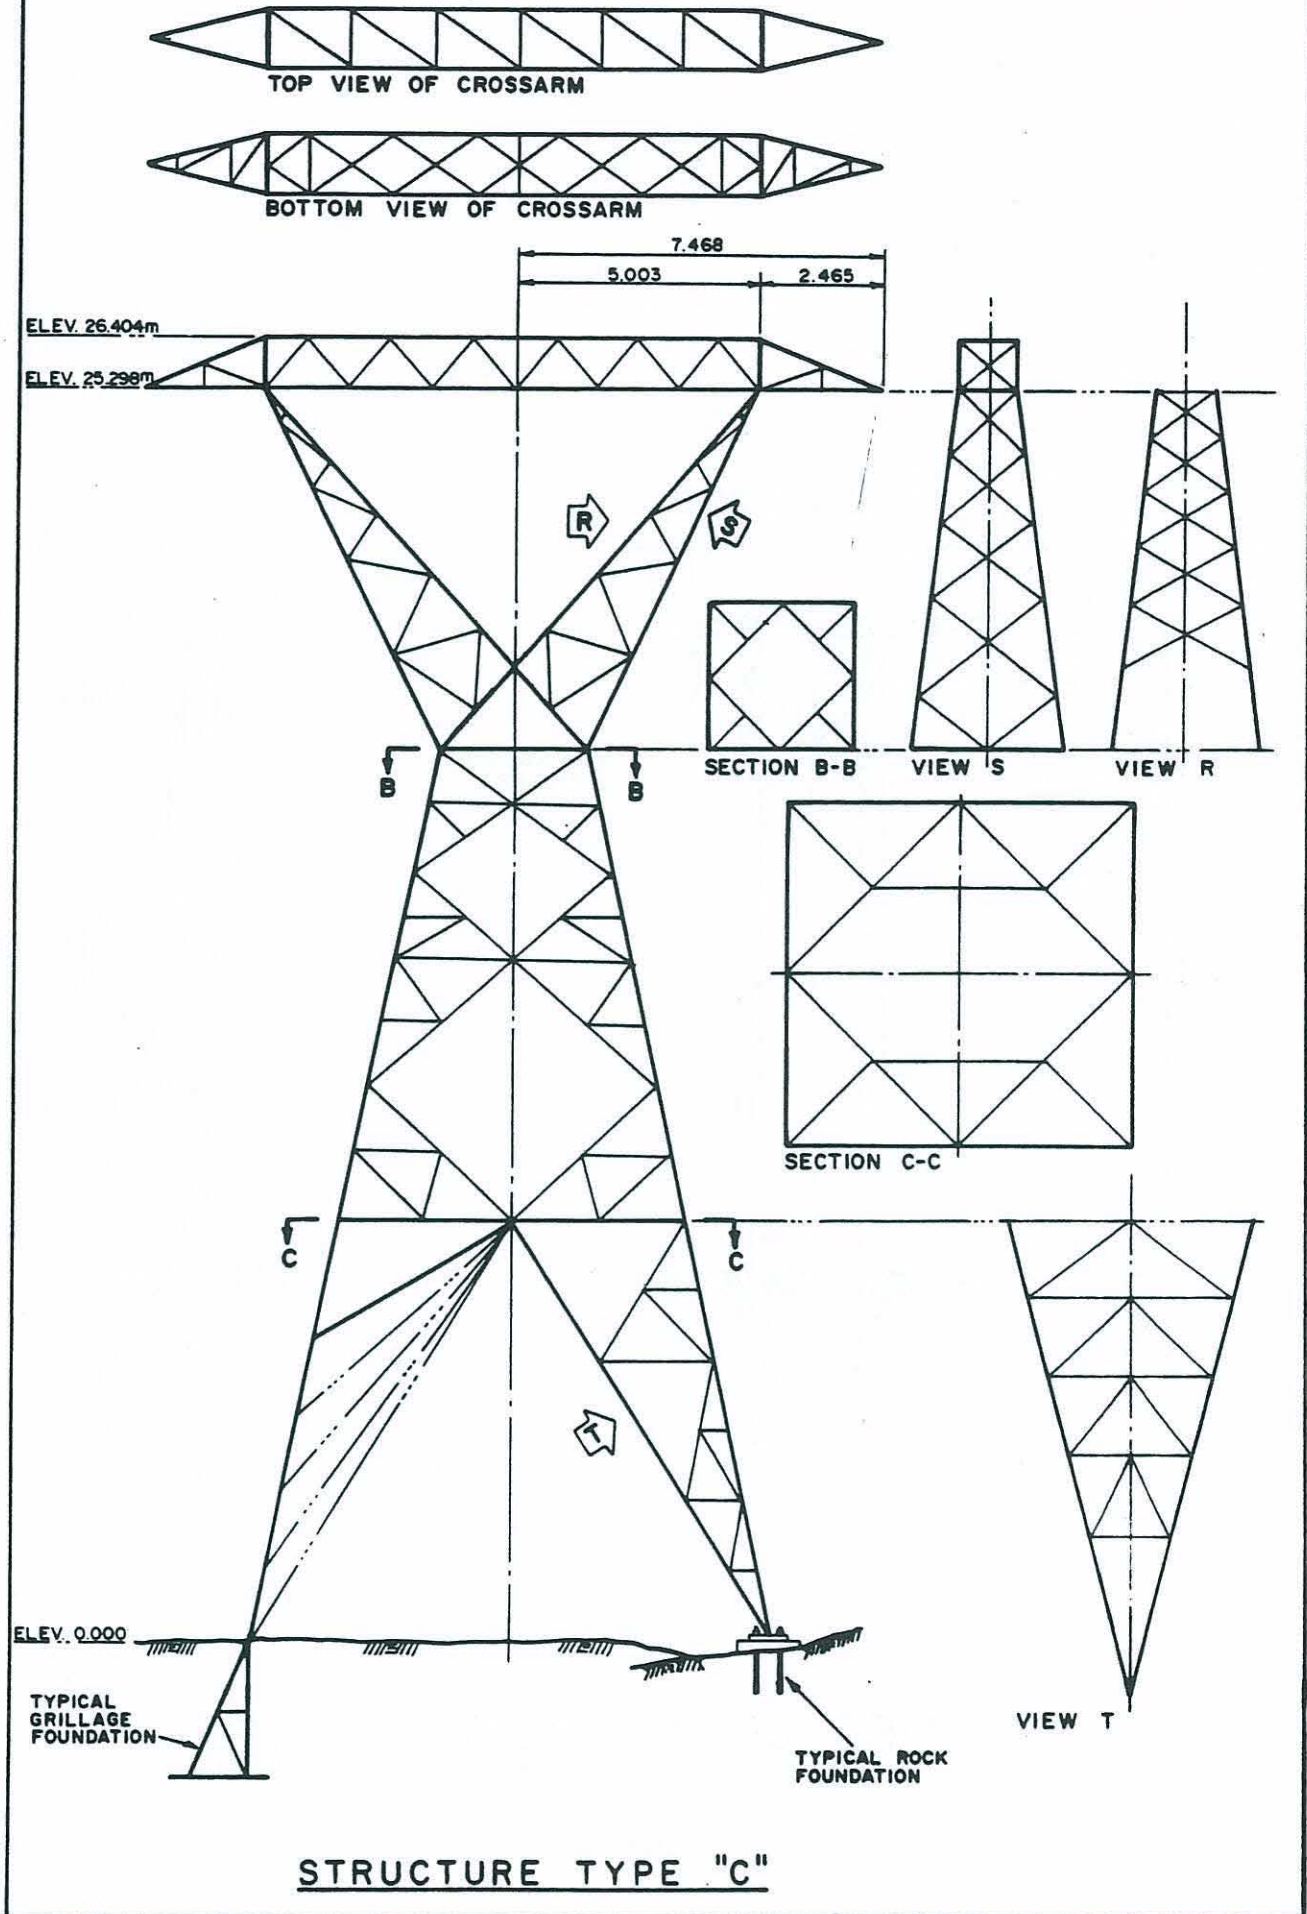 TOP VIEW OF CROSSARM
BOTTOM VIEW OF CROSSARM
7.468
5.003
2.465
ELEV. 26.404m
ELEV. 25.298m
R
S
B
B
SECTION B-B
VIEW S
VIEW R
C
C
SECTION C-C
T
ELEV. 0.000
TYPICAL
GRILLAGE
FOUNDATION
VIEW T
TYPICAL ROCK
FOUNDATION
STRUCTURE TYPE "C"